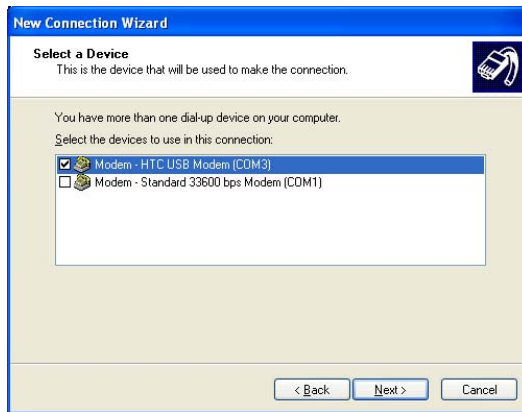 New Connection Wizard
Select a Device
This is the device that will be used to make the connection.
You have more than one dial-up device on your computer.
Select the devices to use in this connection:
Modem - HTC USB Modem (COM3)
Modem - Standard 33600 bps Modem (COM1)
< Back Next > Cancel